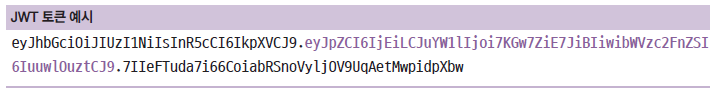 JWT 토큰 예시
eyJhbGciOiJIUzI1NiIsInR5cCI6IkpXVCJ9.eyJpZCI6IjEiLCJuYW1lIjoi7KGw7ZiE7JiBIiwibWVzc2FnZSI
6IuuwlOuztCJ9.7IIeFTuda7i66CoiabRSnoVyljOV9UqAetMwpidpXbw